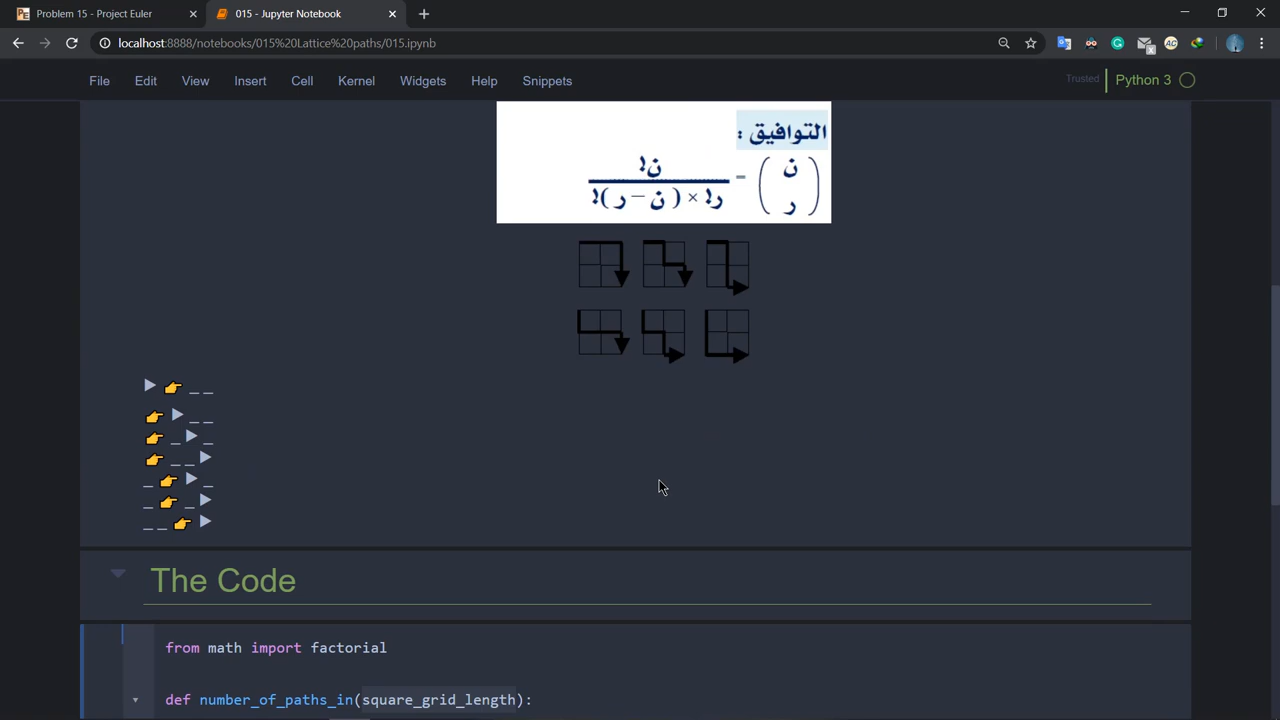 Problem 15 - Project Euler
015 - Jupyter Notebook
localhost:8888/notebooks/015%20Lattice%20paths/015.ipynb
File Edit View Insert Cell Kernel Widgets Help Snippets
Trusted
Python 3
التوافيق :
(ن ر) = ن! / ر! × (ن − ر)!
▶ 👉 _ _
👉 ▶ _ _
👉 _ ▶ _
👉 _ _ ▶
_ 👉 ▶ _
_ 👉 _ ▶
_ _ 👉 ▶
The Code
from math import factorial
def number_of_paths_in(square_grid_length):